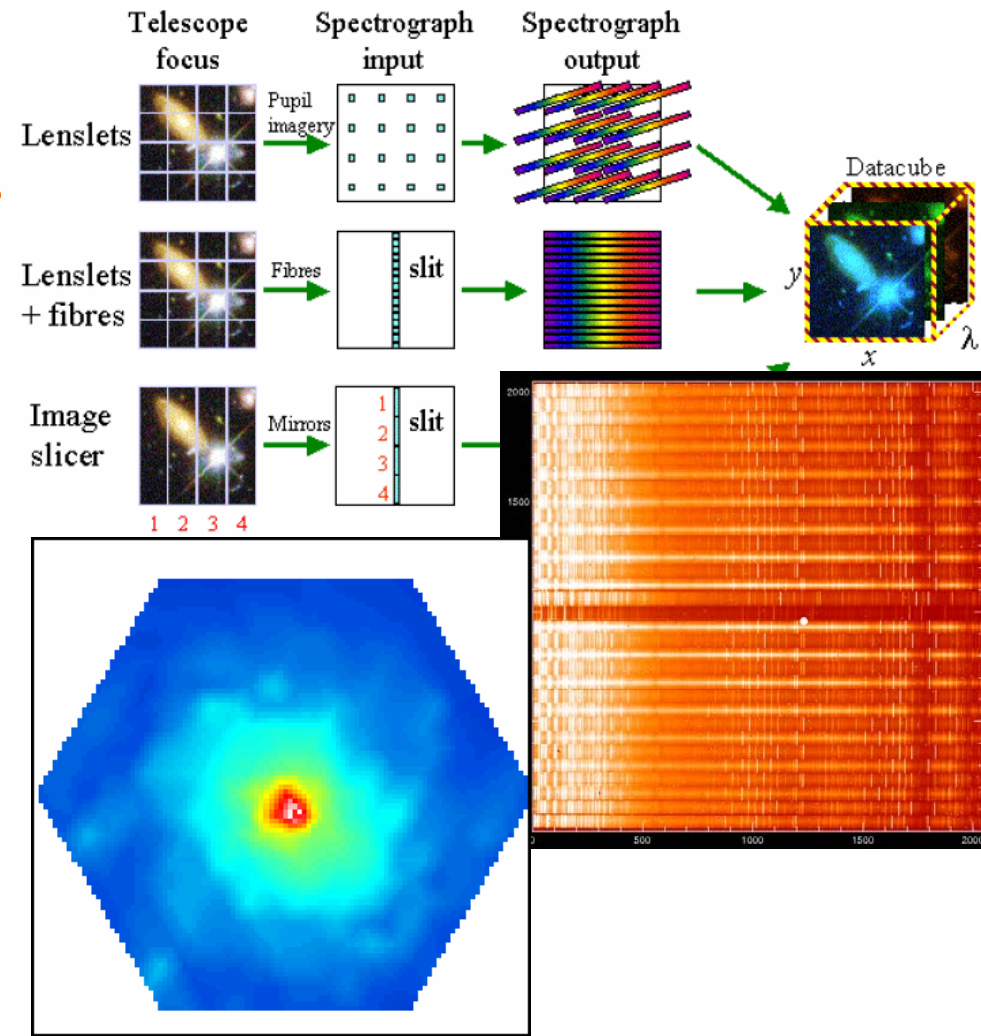 Telescope focus
Spectrograph input
Spectrograph output
Lenslets
Pupil imagery
Datacube
Lenslets + fibres
Fibres
slit
y
x
λ
Image slicer
Mirrors
1
2
3
4
slit
1 2 3 4
2000
1500
500
1000
1500